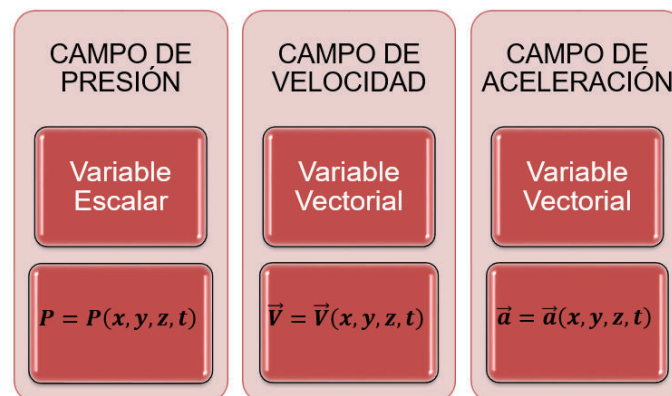 CAMPO DE
PRESIÓN
Variable
Escalar
P = P(x, y, z, t)
CAMPO DE
VELOCIDAD
Variable
Vectorial
V⃗ = V⃗(x, y, z, t)
CAMPO DE
ACELERACIÓN
Variable
Vectorial
a⃗ = a⃗(x, y, z, t)